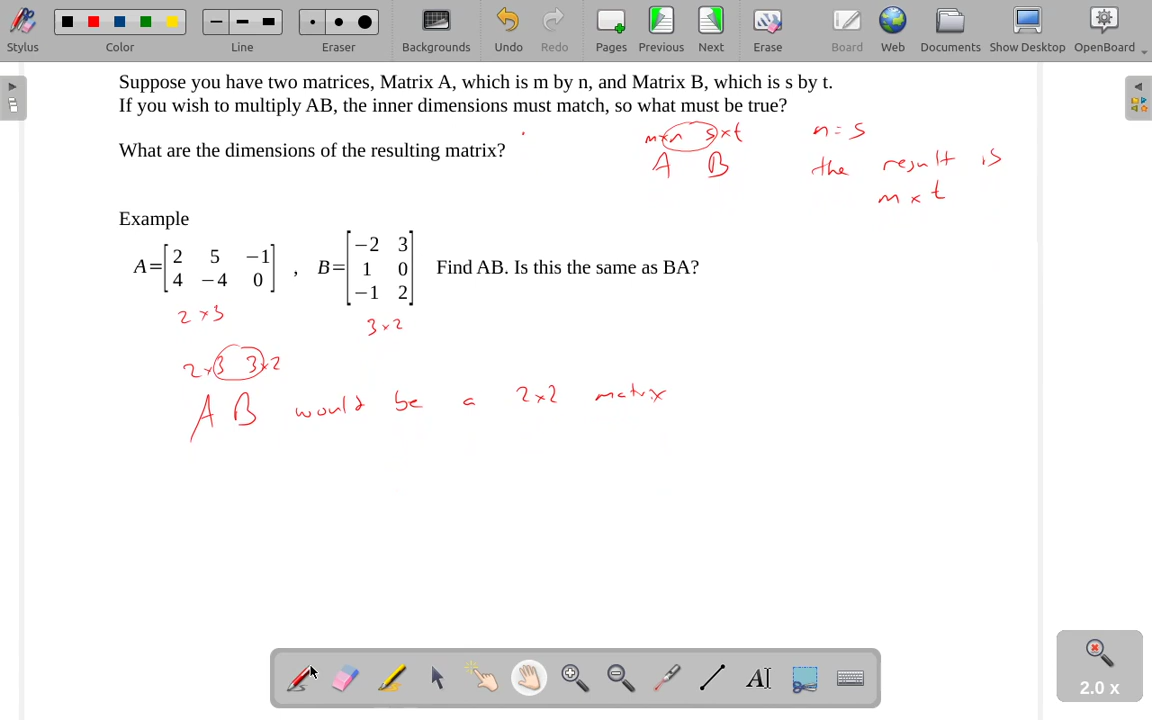 Stylus Color Line Eraser Backgrounds Undo Redo Pages Previous Next Erase Board Web Documents Show Desktop OpenBoard
Suppose you have two matrices, Matrix A, which is m by n, and Matrix B, which is s by t.
If you wish to multiply AB, the inner dimensions must match, so what must be true?
m×n s×t n = s
What are the dimensions of the resulting matrix?
A B the result is
m × t
Example
A=[2 5 −1
4 −4 0] , B=[−2 3
1 0
−1 2] Find AB. Is this the same as BA?
2 × 3
3 × 2
2×3 3×2
A B would be a 2×2 matrix
AI
2.0 x